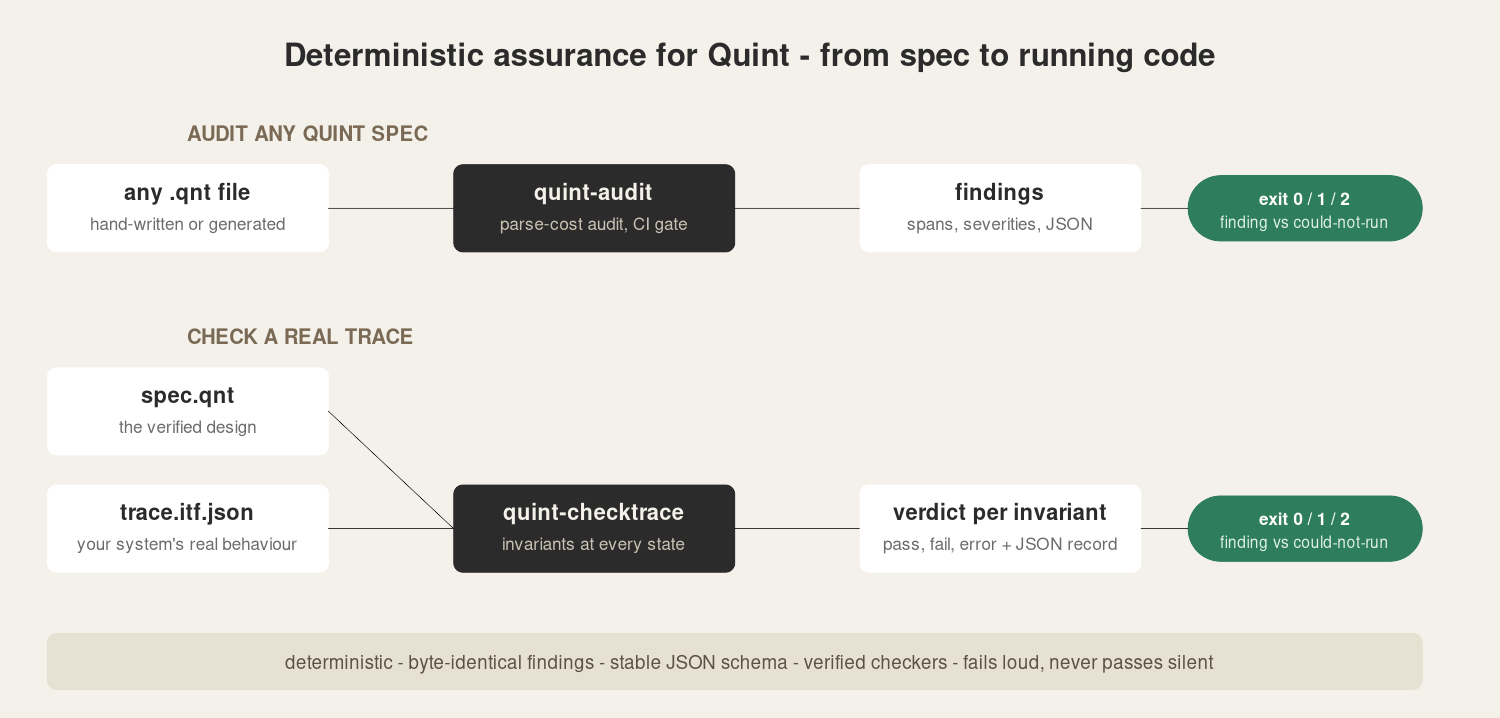 Deterministic assurance for Quint - from spec to running code
AUDIT ANY QUINT SPEC
any .qnt file
hand-written or generated
quint-audit
parse-cost audit, CI gate
findings
spans, severities, JSON
exit 0 / 1 / 2
finding vs could-not-run
CHECK A REAL TRACE
spec.qnt
the verified design
trace.itf.json
your system's real behaviour
quint-checktrace
invariants at every state
verdict per invariant
pass, fail, error + JSON record
exit 0 / 1 / 2
finding vs could-not-run
deterministic - byte-identical findings - stable JSON schema - verified checkers - fails loud, never passes silent